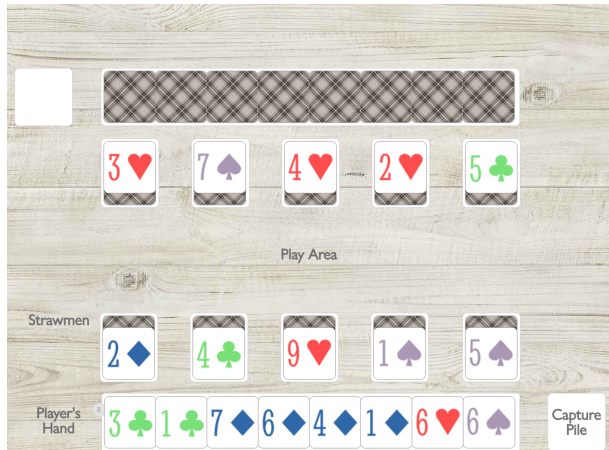 3 7 4 2 5
Play Area
Strawmen
2 4 9 1 5
Player's
Hand
8
3 1 7 6 4 1 6 6
Capture
Pile